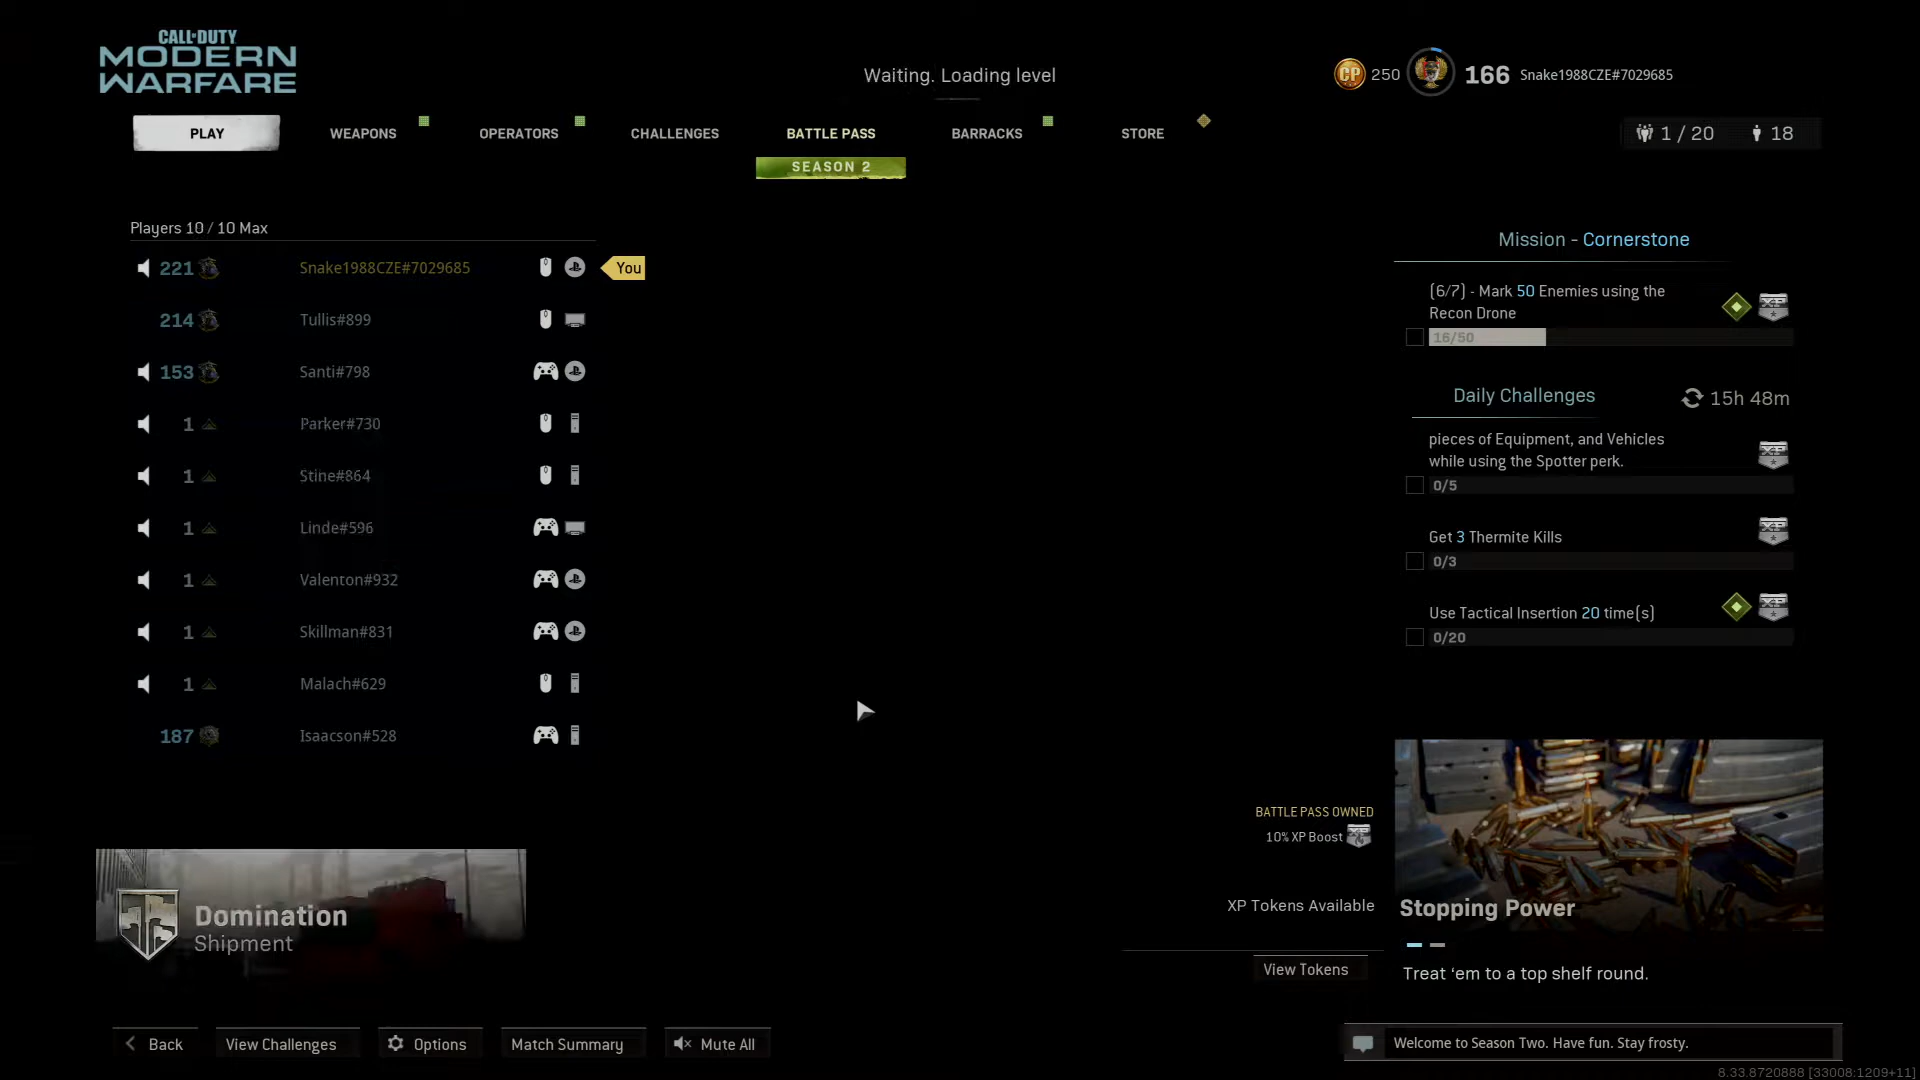 CALL OF DUTY
MODERN
WARFARE
Waiting. Loading level
CP 250 166 Snake1988CZE#7029685
PLAY WEAPONS OPERATORS CHALLENGES BATTLE PASS BARRACKS STORE
SEASON 2
1 / 20 18
Players 10 / 10 Max
221 Snake1988CZE#7029685 You
214 Tullis#899
153 Santi#798
1 Parker#730
1 Stine#864
1 Linde#596
1 Valenton#932
1 Skillman#831
1 Malach#629
187 Isaacson#528
Mission - Cornerstone
(6/7) - Mark 50 Enemies using the
Recon Drone
16/50
Daily Challenges 15h 48m
pieces of Equipment, and Vehicles
while using the Spotter perk.
0/5
Get 3 Thermite Kills
0/3
Use Tactical Insertion 20 time(s)
0/20
BATTLE PASS OWNED
10% XP Boost
XP Tokens Available
View Tokens
Stopping Power
Treat ‘em to a top shelf round.
Domination
Shipment
Back View Challenges Options Match Summary Mute All
Welcome to Season Two. Have fun. Stay frosty.
8.33.8720888 [33008:1209+11]